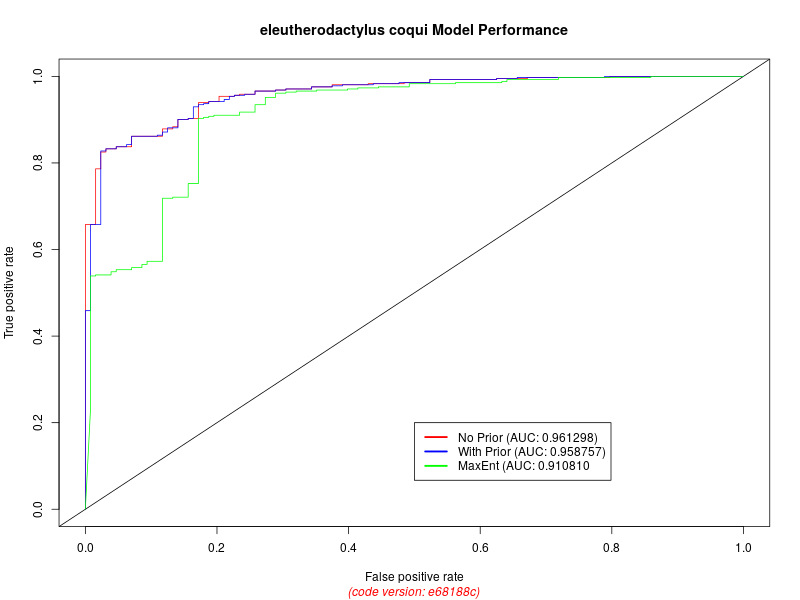 eleutherodactylus coqui Model Performance
True positive rate
1.0
0.8
0.6
0.4
0.2
0.0
No Prior (AUC: 0.961298)
With Prior (AUC: 0.958757)
MaxEnt (AUC: 0.910810
0.0 0.2 0.4 0.6 0.8 1.0
False positive rate
(code version: e68188c)